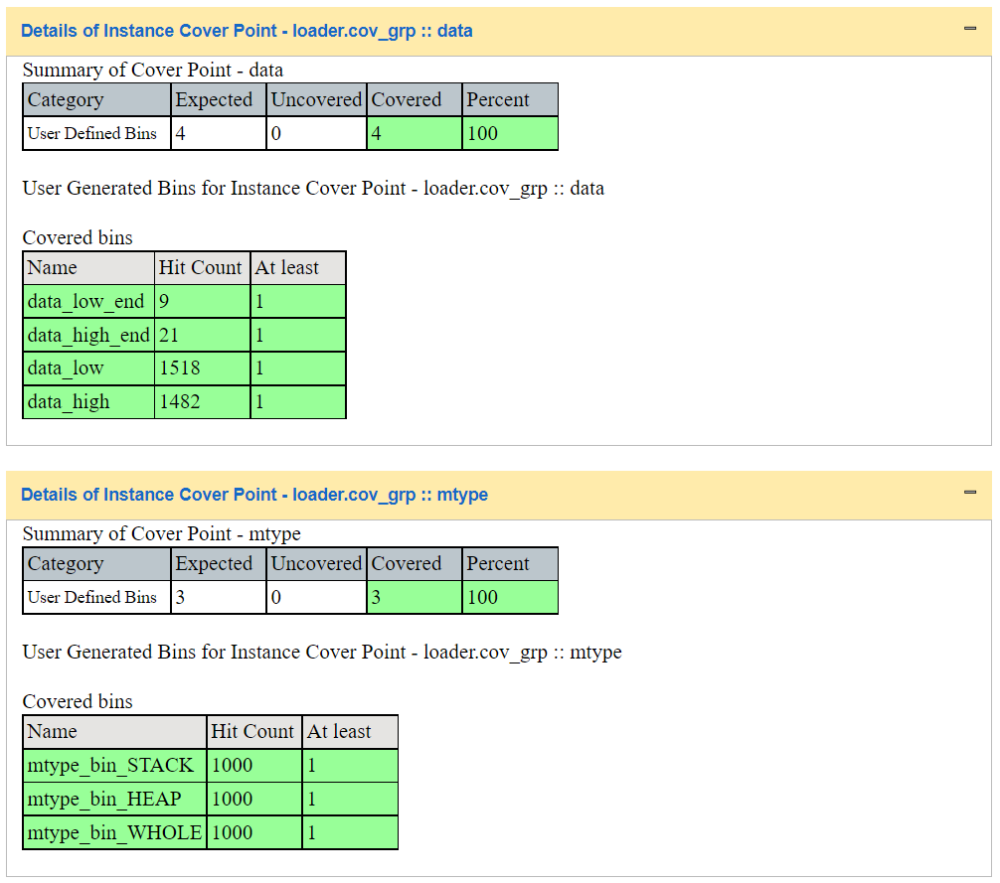 Details of Instance Cover Point - loader.cov_grp :: data
Summary of Cover Point - data
Category Expected Uncovered Covered Percent
User Defined Bins 4 0 4 100
User Generated Bins for Instance Cover Point - loader.cov_grp :: data
Covered bins
Name Hit Count At least
data_low_end 9 1
data_high_end 21 1
data_low 1518 1
data_high 1482 1
Details of Instance Cover Point - loader.cov_grp :: mtype
Summary of Cover Point - mtype
Category Expected Uncovered Covered Percent
User Defined Bins 3 0 3 100
User Generated Bins for Instance Cover Point - loader.cov_grp :: mtype
Covered bins
Name Hit Count At least
mtype_bin_STACK 1000 1
mtype_bin_HEAP 1000 1
mtype_bin_WHOLE 1000 1